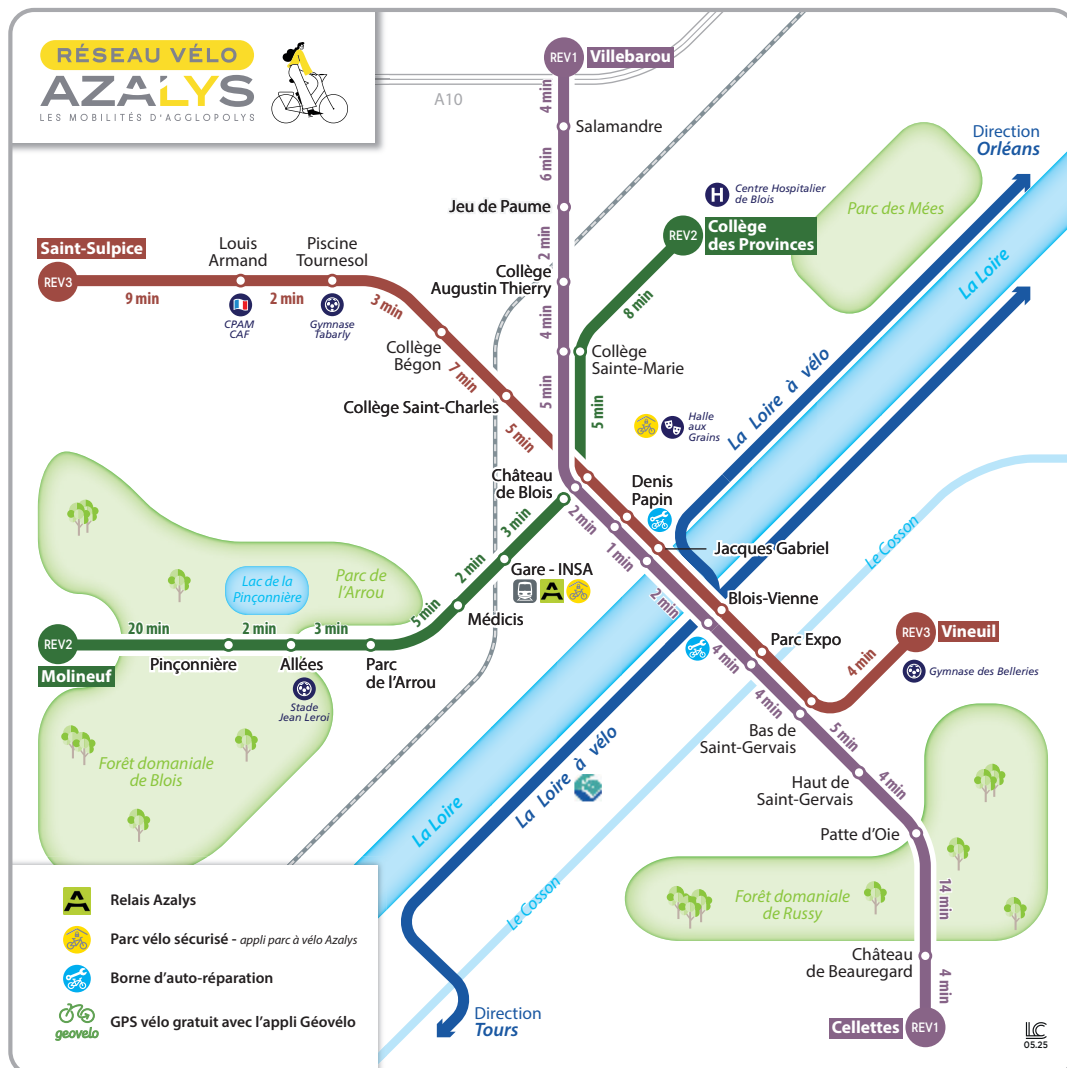 RÉSEAU VÉLO
AZALYS
LES MOBILITÉS D'AGGLOPOLYS
A10
REV1
Villebarou
4 min
Salamandre
6 min
Jeu de Paume
2 min
Collège
Augustin Thierry
4 min
5 min
Direction
Orléans
H
Centre Hospitalier
de Blois
Parc des Mées
REV2
Collège
des Provinces
8 min
Collège
Sainte-Marie
5 min
Saint-Sulpice
REV3
9 min
Louis
Armand
CPAM
CAF
2 min
Piscine
Tournesol
Gymnase
Tabarly
3 min
Collège
Bégon
7 min
Collège Saint-Charles
5 min
La Loire
La Loire à vélo
Halle
aux
Grains
Château
de Blois
Denis
Papin
2 min
1 min
Jacques Gabriel
2 min
Blois-Vienne
Le Cosson
3 min
2 min
Gare - INSA
A
5 min
Médicis
Parc de
l'Arrou
Lac de la
Pinçonnière
REV2
Molineuf
20 min
Pinçonnière
2 min
Allées
Stade
Jean Leroi
3 min
Parc
de l'Arrou
Forêt domaniale
de Blois
Parc Expo
4 min
4 min
REV3
Vineuil
4 min
Gymnase des Belleries
Bas de
Saint-Gervais
5 min
Haut de
Saint-Gervais
4 min
Patte d'Oie
14 min
Forêt domaniale
de Russy
Château
de Beauregard
4 min
Cellettes
REV1
La Loire à vélo
La Loire
Le Cosson
Direction
Tours
A
Relais Azalys
Parc vélo sécurisé - appli parc à vélo Azalys
Borne d'auto-réparation
geovelo
GPS vélo gratuit avec l'appli Géovélo
LC
05.25